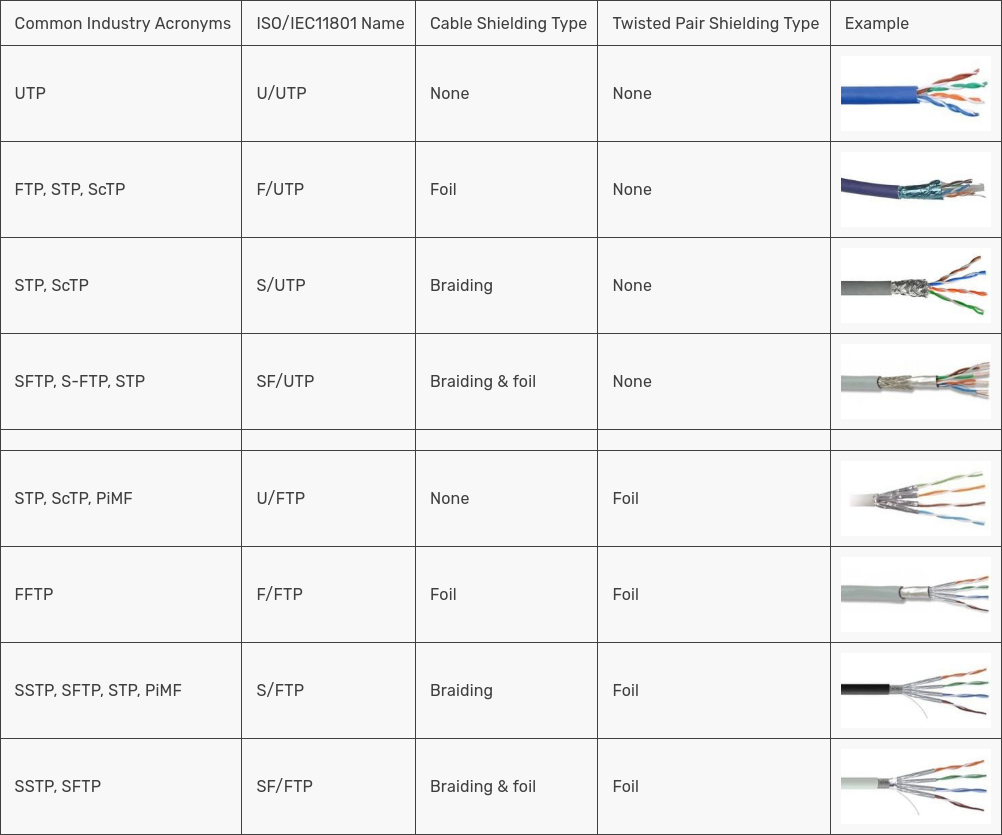 Common Industry Acronyms ISO/IEC11801 Name Cable Shielding Type Twisted Pair Shielding Type Example
UTP U/UTP None None
FTP, STP, ScTP F/UTP Foil None
STP, ScTP S/UTP Braiding None
SFTP, S-FTP, STP SF/UTP Braiding & foil None
STP, ScTP, PiMF U/FTP None Foil
FFTP F/FTP Foil Foil
SSTP, SFTP, STP, PiMF S/FTP Braiding Foil
SSTP, SFTP SF/FTP Braiding & foil Foil